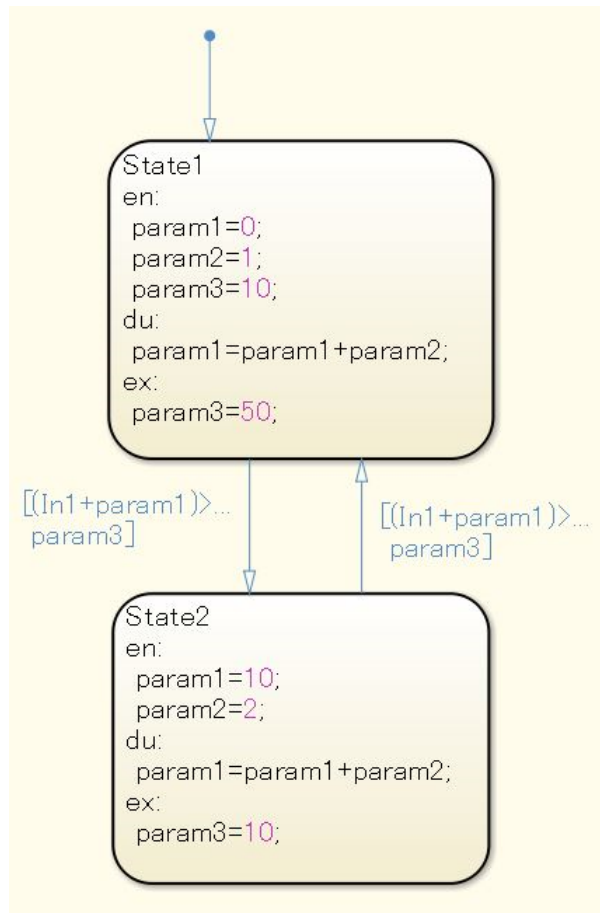 State1
en:
param1=0;
param2=1;
param3=10;
du:
param1=param1+param2;
ex:
param3=50;
[(In1+param1)>...
param3]
[(In1+param1)>...
param3]
State2
en:
param1=10;
param2=2;
du:
param1=param1+param2;
ex:
param3=10;